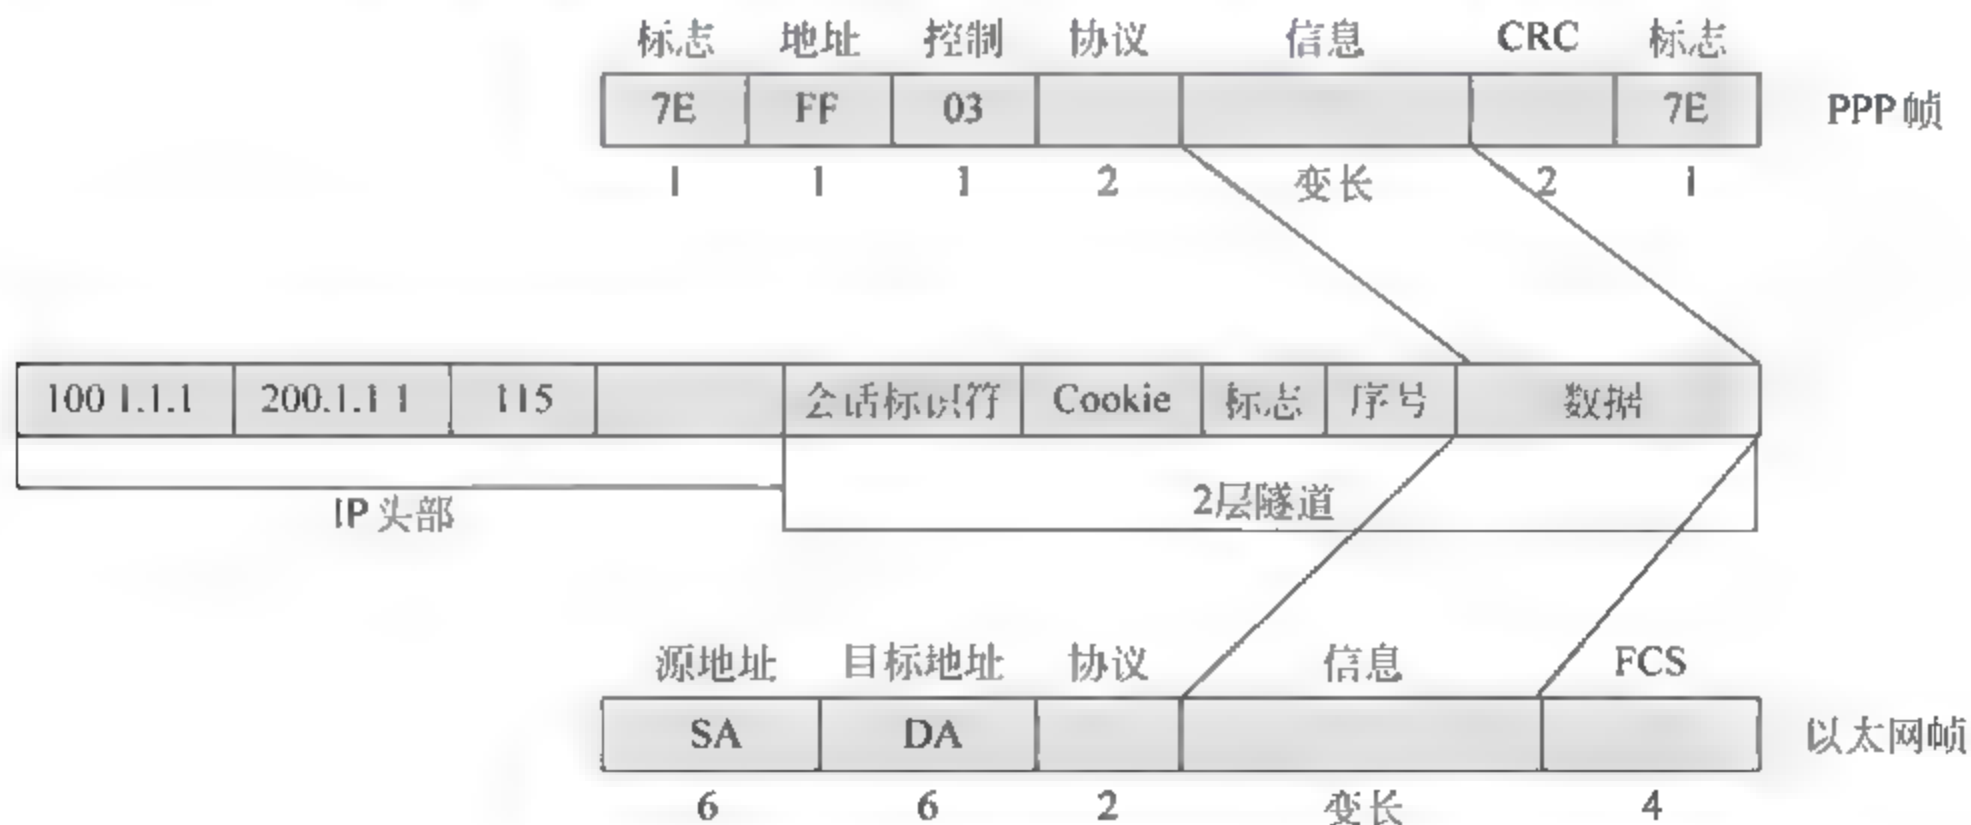 标志 地址 控制 协议 信息 CRC 标志
7E FF 03 7E PPP帧
1 1 1 2 变长 2 1
100 1.1.1 200.1.1 1 115 会话标识符 Cookie 标志 序号 数据
IP头部 2层隧道
源地址 目标地址 协议 信息 FCS
SA DA 以太网帧
6 6 2 变长 4